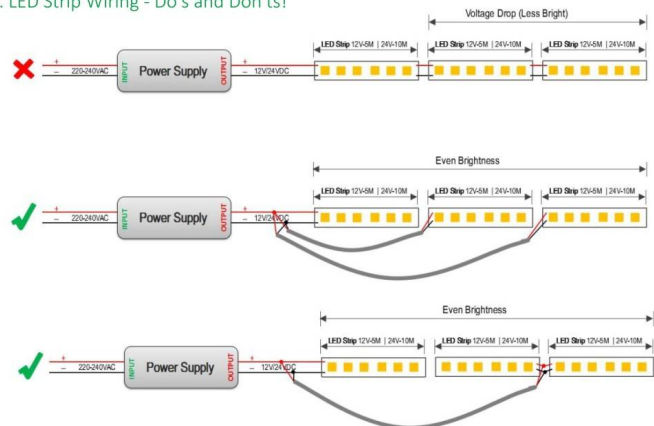 . LED Strip Wiring - Do's and Don'ts!
Voltage Drop (Less Bright)
LED Strip 12V-5M | 24V-10M
LED Strip 12V-5M | 24V-10M
LED Strip 12V-5M | 24V-10M
+
+
220-240VAC
INPUT
Power Supply
OUTPUT
12V/24VDC
–
–
Even Brightness
LED Strip 12V-5M | 24V-10M
LED Strip 12V-5M | 24V-10M
LED Strip 12V-5M | 24V-10M
+
+
220-240VAC
INPUT
Power Supply
OUTPUT
12V/24VDC
–
–
Even Brightness
LED Strip 12V-5M | 24V-10M
LED Strip 12V-5M | 24V-10M
LED Strip 12V-5M | 24V-10M
+
+
220-240VAC
INPUT
Power Supply
OUTPUT
12V/24VDC
–
–